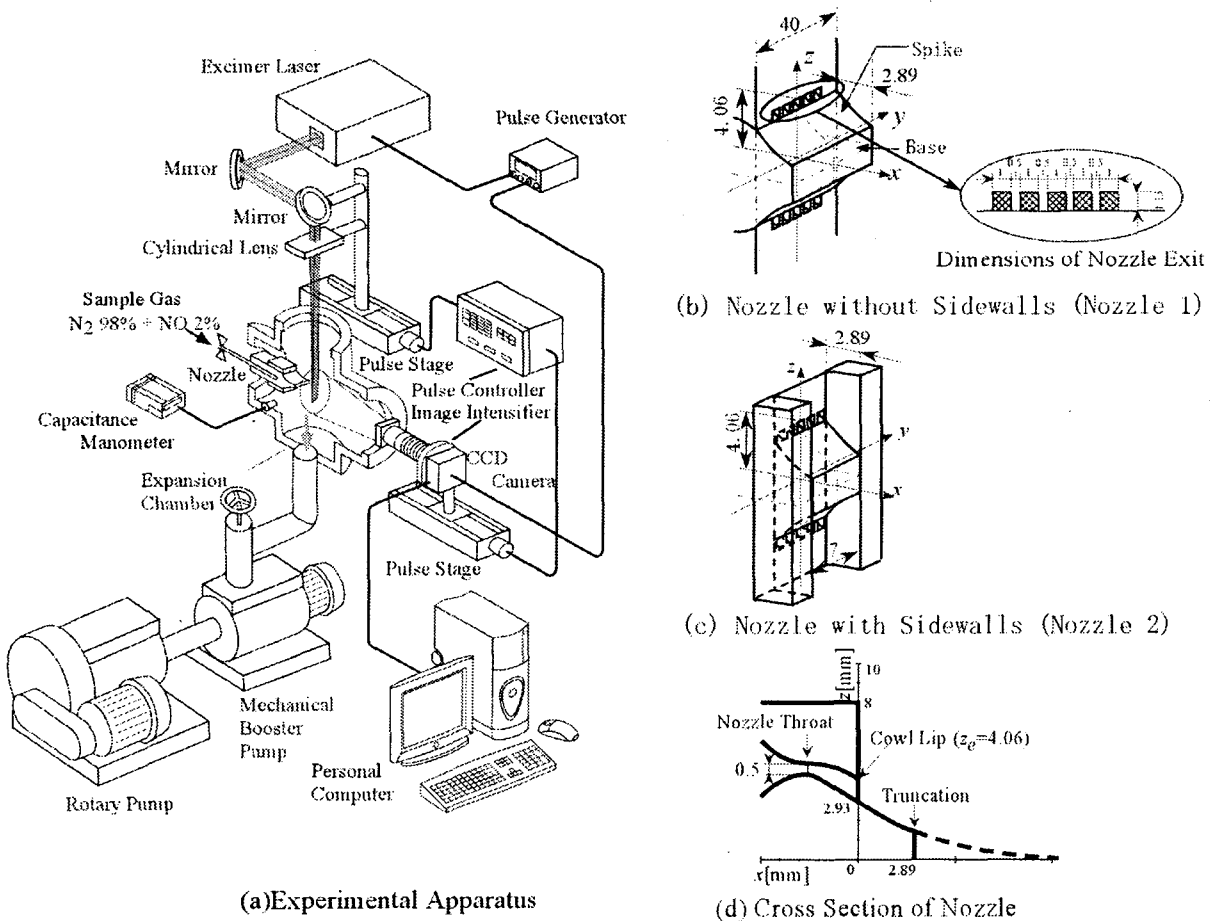 Excimer Laser
Pulse Generator
Mirror
Mirror
Cylindrical Lens
Sample Gas
N2 98% + NO 2%
Nozzle
Pulse Stage
Pulse Controller
Image Intensifier
Capacitance
Manometer
CCD
Camera
Expansion
Chamber
Pulse Stage
Mechanical
Booster
Pump
Rotary Pump
Personal
Computer
(a)Experimental Apparatus
40
z
Spike
2.89
4.06
y
Base
x
Dimensions of Nozzle Exit
(b) Nozzle without Sidewalls (Nozzle 1)
2.89
z
4.06
y
x
(c) Nozzle with Sidewalls (Nozzle 2)
z[mm]
10
8
Nozzle Throat
Cowl Lip (ze=4.06)
0.5
2.93
Truncation
x[mm]
0
2.89
(d) Cross Section of Nozzle